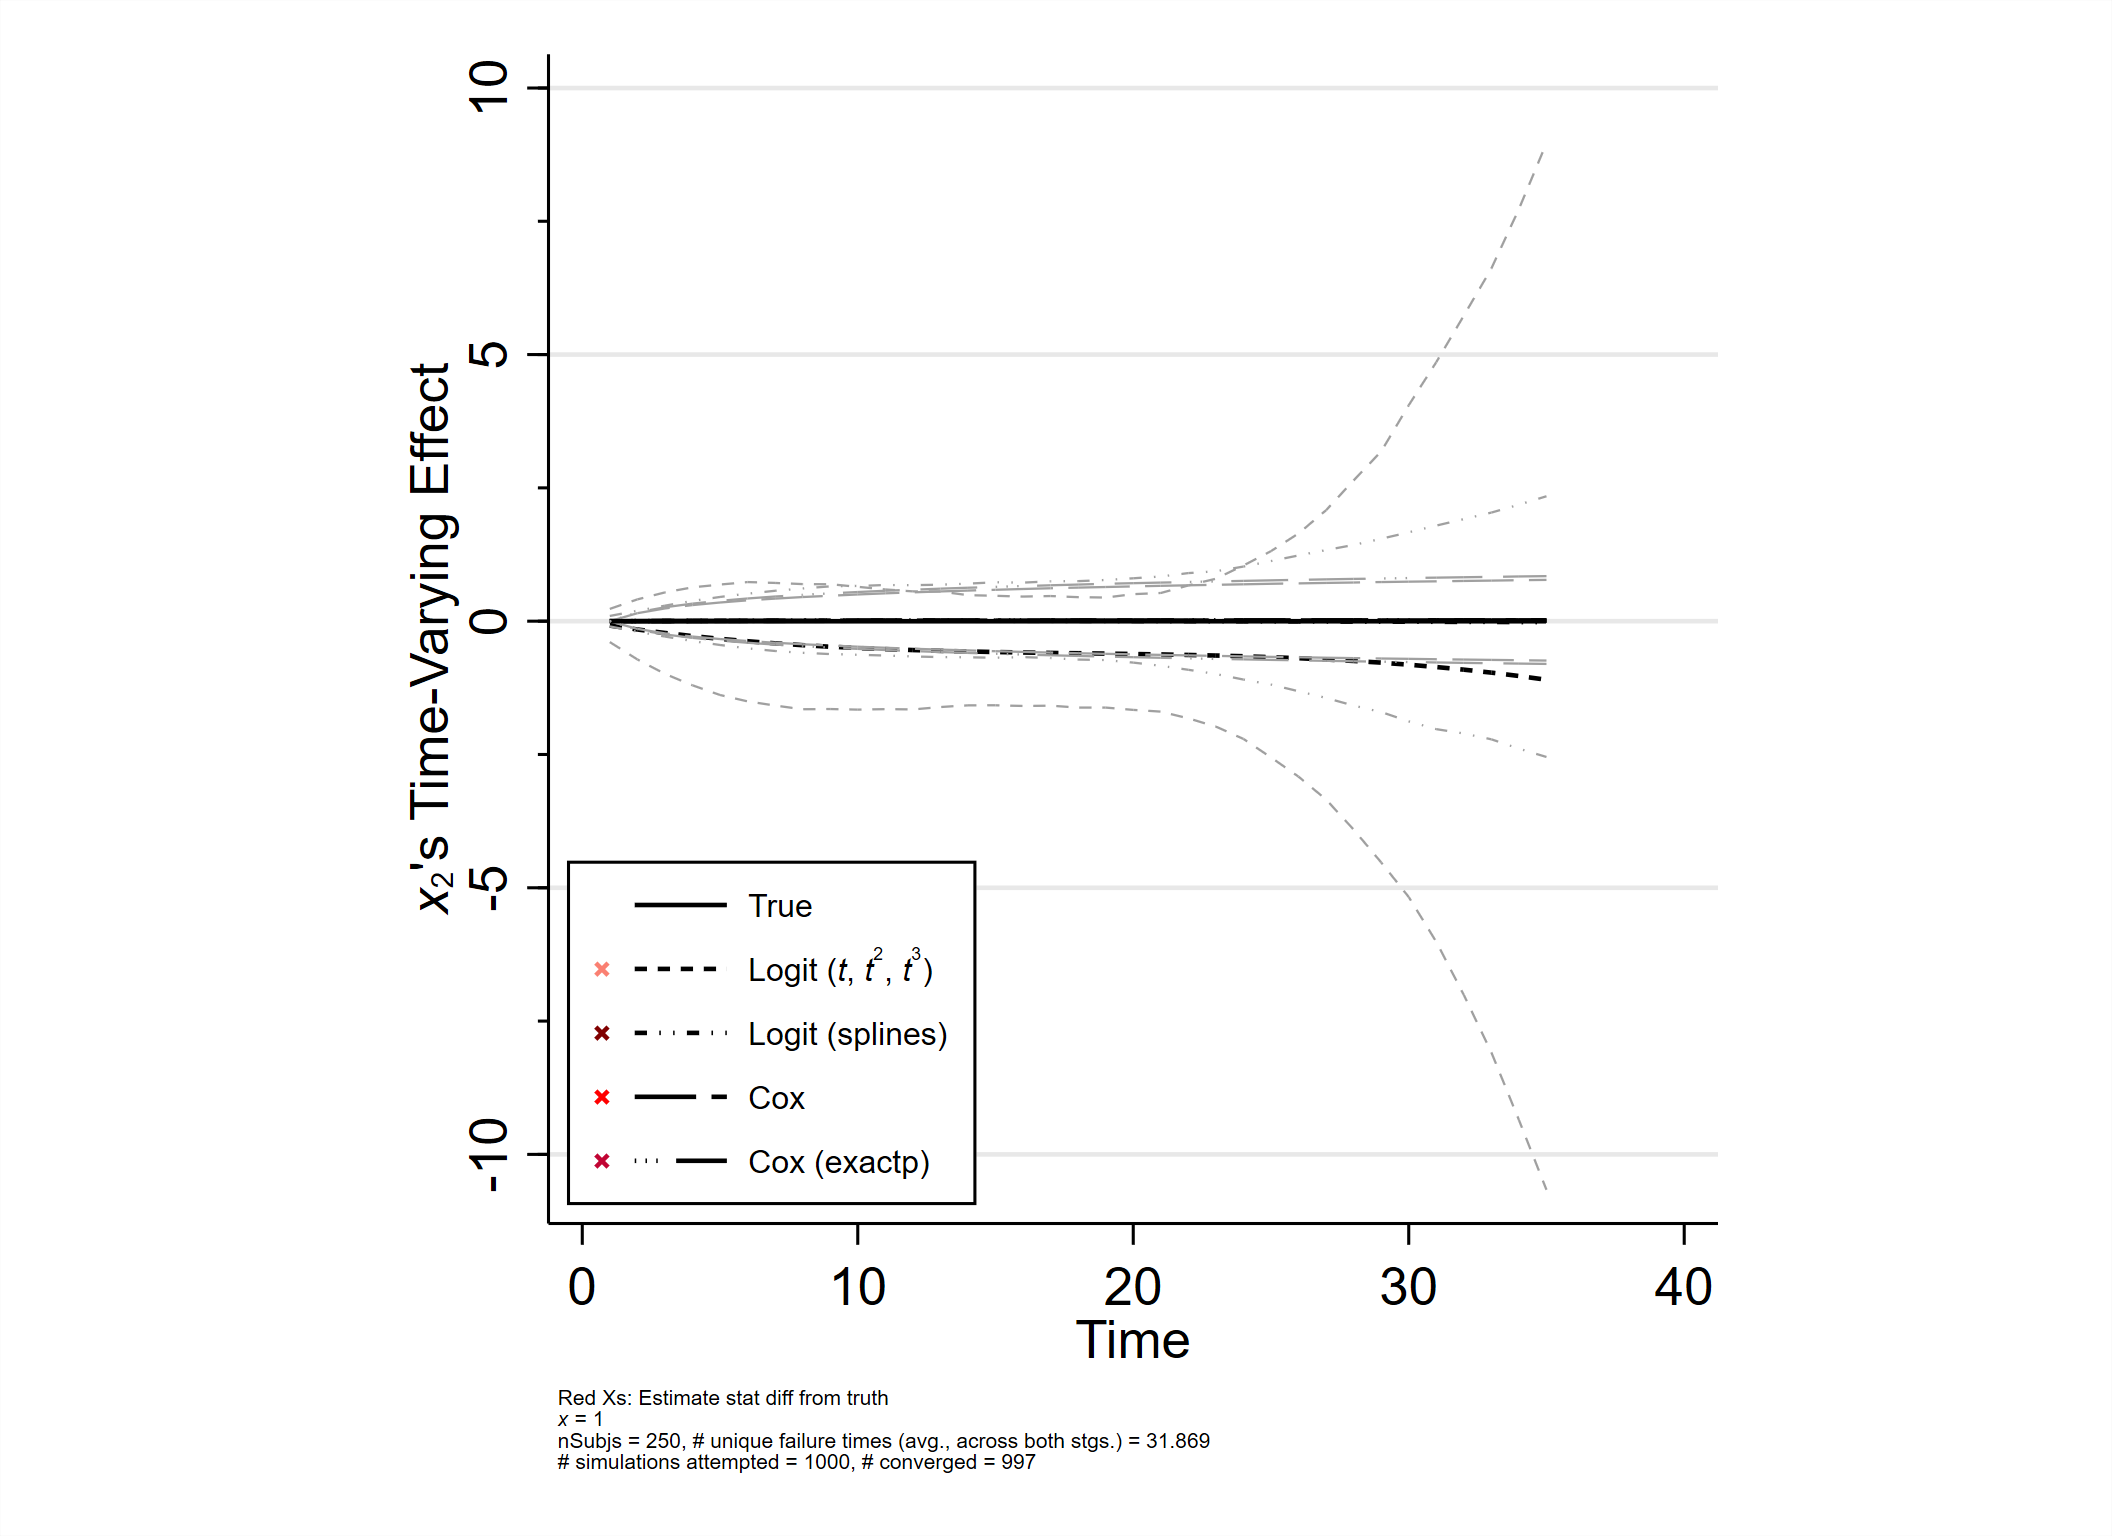 10
5
0
-5
-10
x₂'s Time-Varying Effect
True
Logit (t, t², t³)
Logit (splines)
Cox
Cox (exactp)
0 10 20 30 40
Time
Red Xs: Estimate stat diff from truth
x = 1
nSubjs = 250, # unique failure times (avg., across both stgs.) = 31.869
# simulations attempted = 1000, # converged = 997